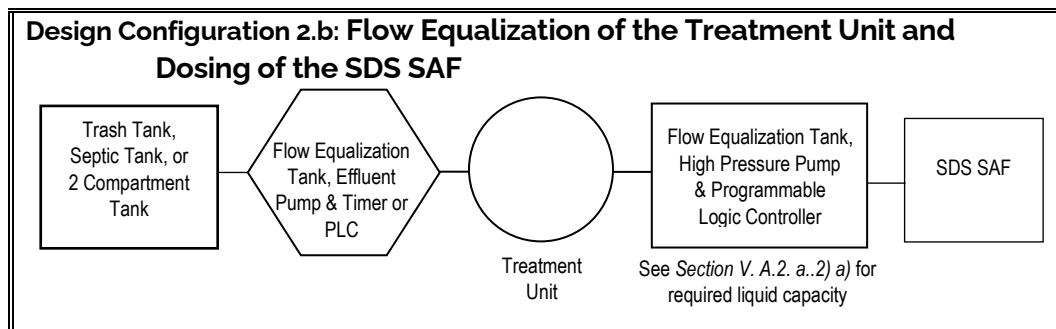 Design Configuration 2.b: Flow Equalization of the Treatment Unit and
Dosing of the SDS SAF
Trash Tank,
Septic Tank, or
2 Compartment
Tank
Flow Equalization
Tank, Effluent
Pump & Timer or
PLC
Treatment
Unit
Flow Equalization Tank,
High Pressure Pump
& Programmable
Logic Controller
See Section V. A.2. a..2) a) for
required liquid capacity
SDS SAF